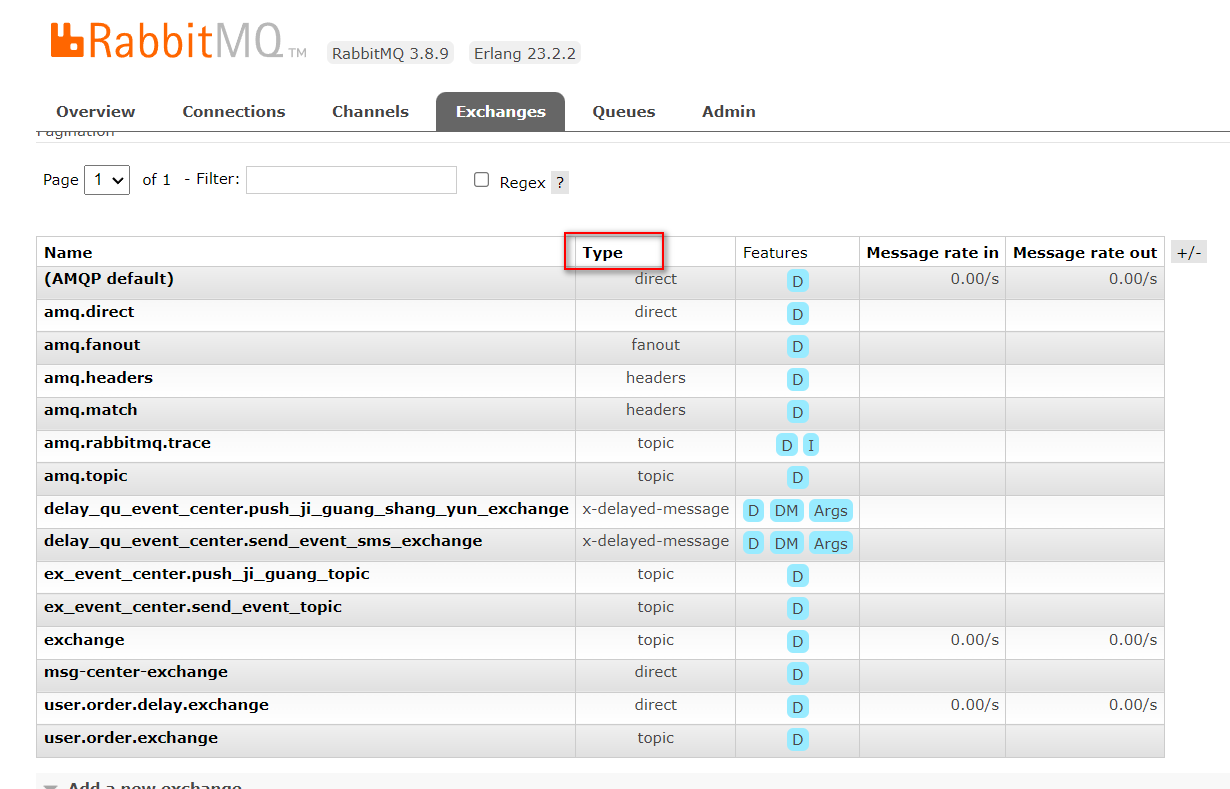 RabbitMQ TM RabbitMQ 3.8.9 Erlang 23.2.2
Overview Connections Channels Exchanges Queues Admin
Pagination
Page 1 of 1 - Filter: Regex ?
Name Type Features Message rate in Message rate out +/-
(AMQP default) direct D 0.00/s 0.00/s
amq.direct direct D
amq.fanout fanout D
amq.headers headers D
amq.match headers D
amq.rabbitmq.trace topic D I
amq.topic topic D
delay_qu_event_center.push_ji_guang_shang_yun_exchange x-delayed-message D DM Args
delay_qu_event_center.send_event_sms_exchange x-delayed-message D DM Args
ex_event_center.push_ji_guang_topic topic D
ex_event_center.send_event_topic topic D
exchange topic D 0.00/s 0.00/s
msg-center-exchange direct D
user.order.delay.exchange direct D 0.00/s 0.00/s
user.order.exchange topic D
Add a new exchange